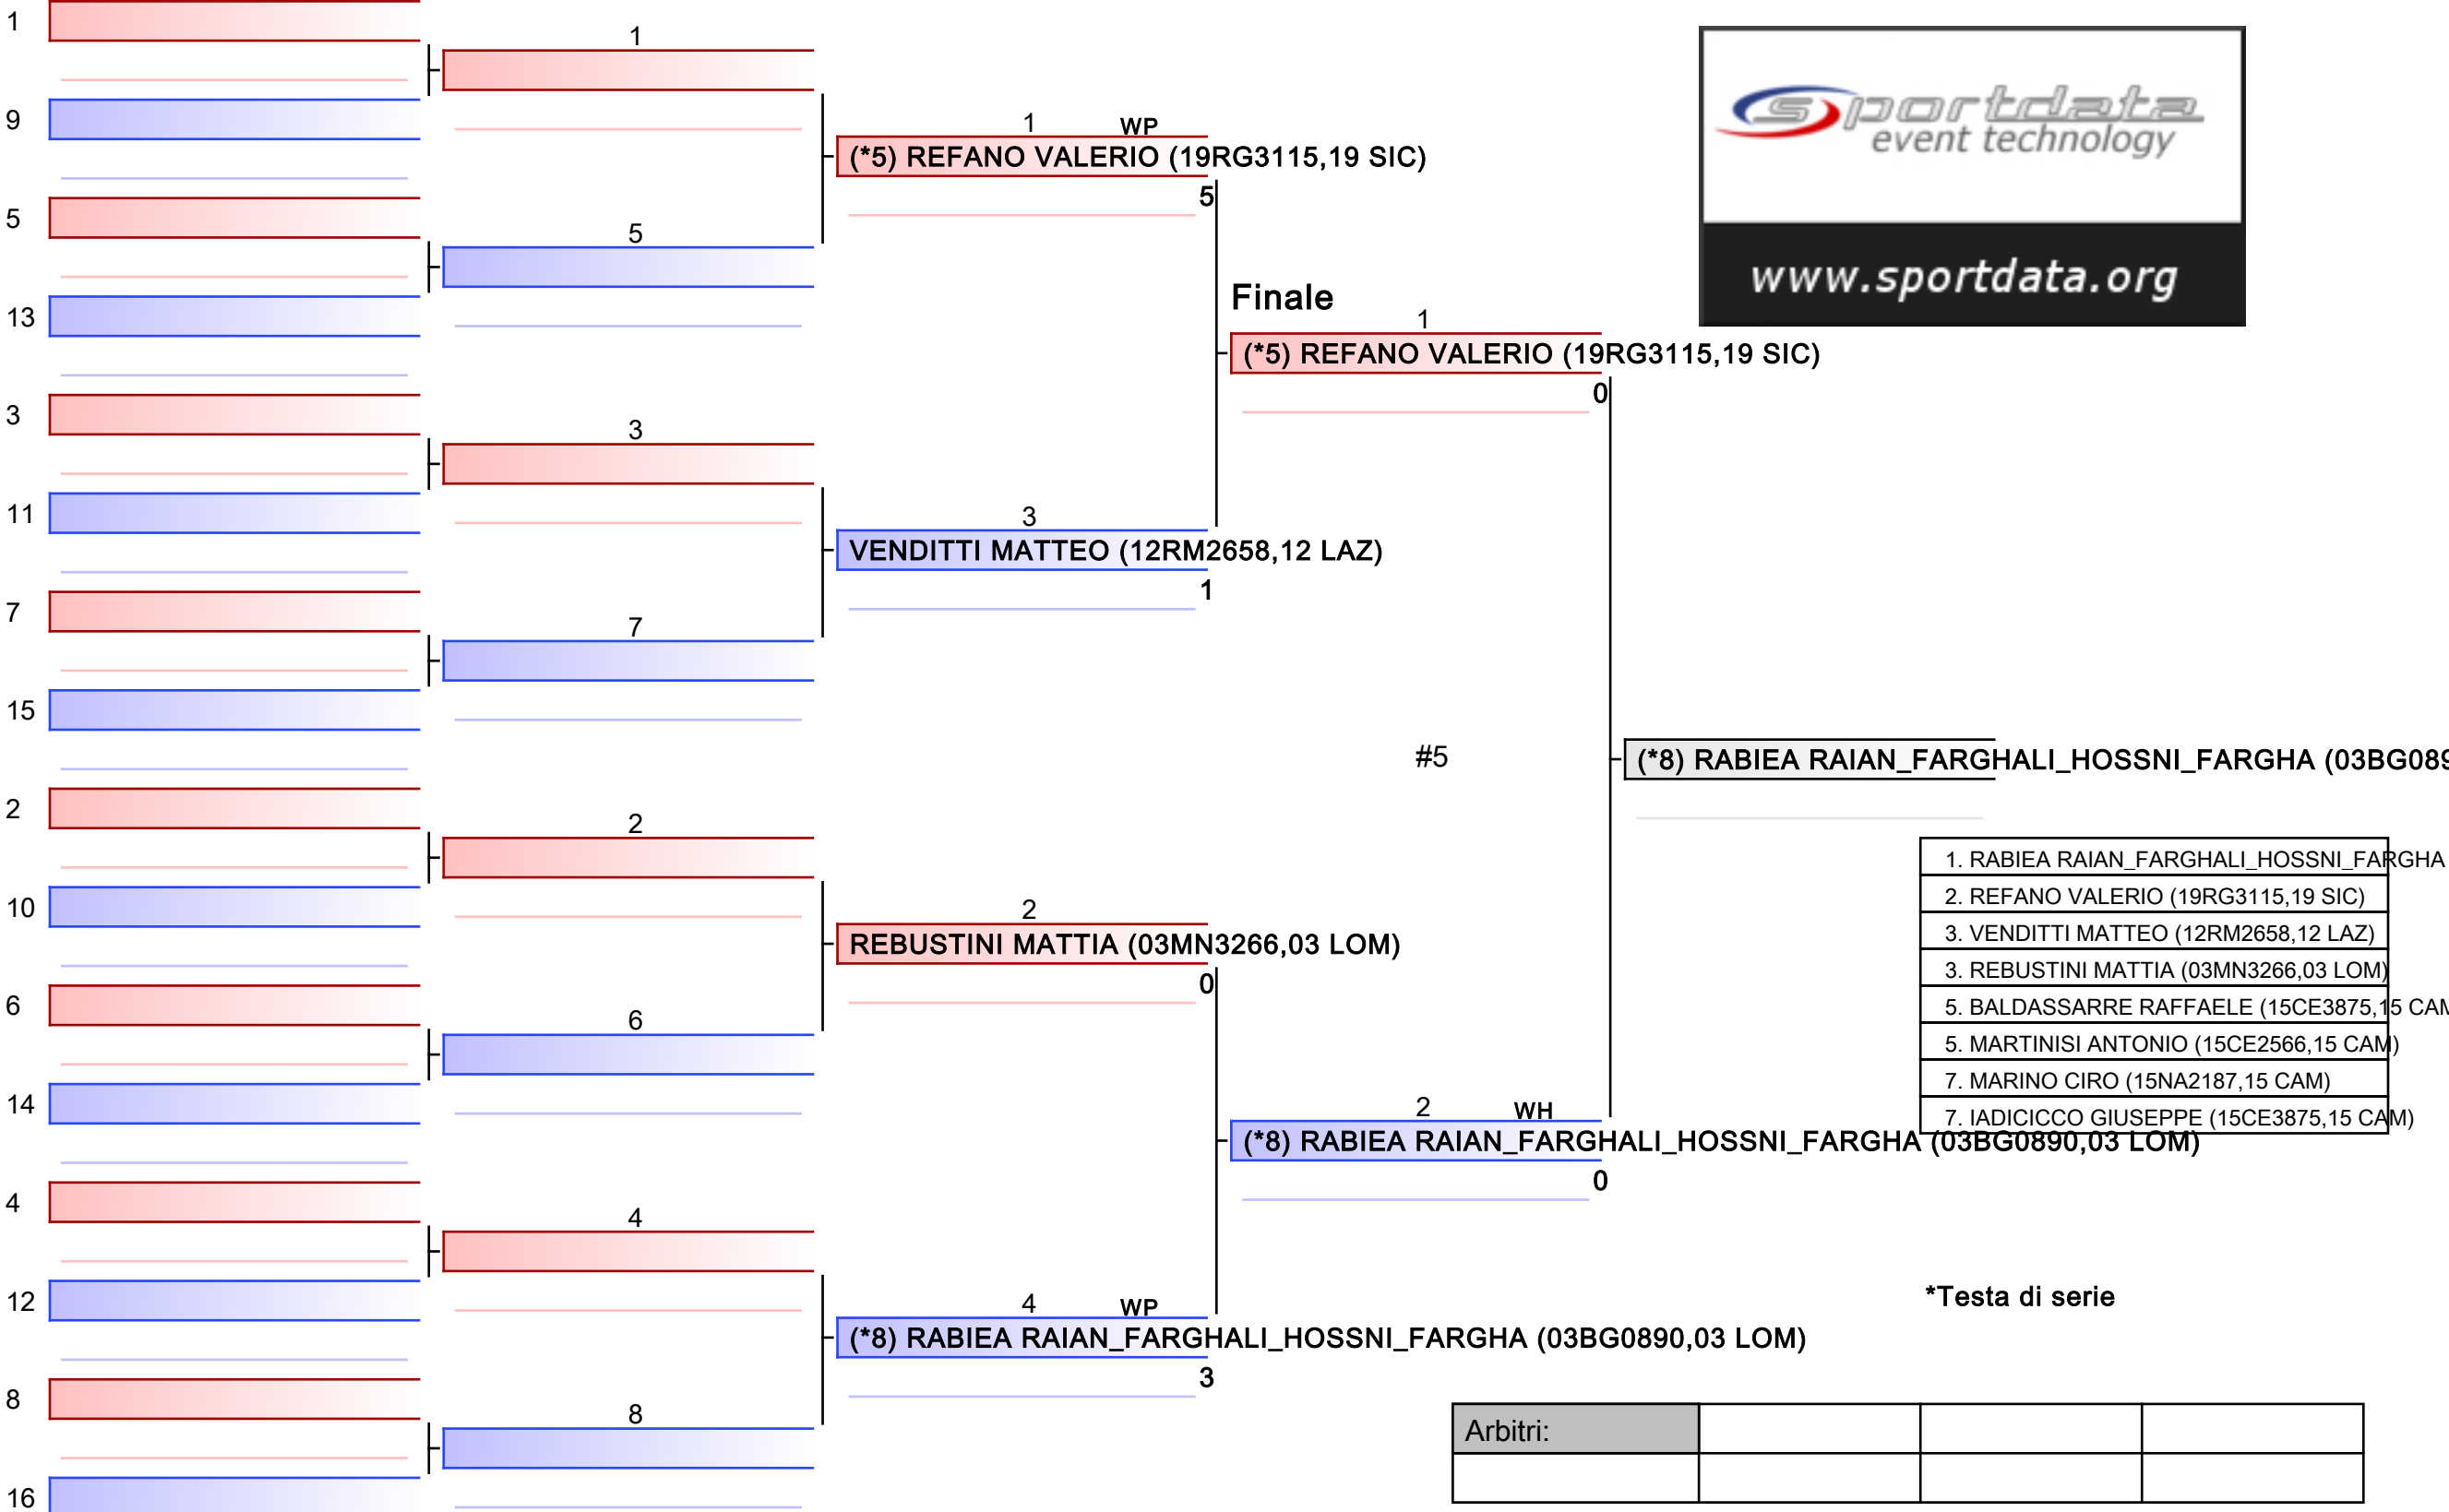 1
9
5
13
3
11
7
15
2
10
6
14
4
12
8
16
1
5
3
7
2
6
4
8
1 WP
(*5) REFANO VALERIO (19RG3115,19 SIC)
5
3
VENDITTI MATTEO (12RM2658,12 LAZ)
1
2
REBUSTINI MATTIA (03MN3266,03 LOM)
0
4 WP
(*8) RABIEA RAIAN_FARGHALI_HOSSNI_FARGHA (03BG0890,03 LOM)
3
Finale
1
(*5) REFANO VALERIO (19RG3115,19 SIC)
0
#5
2 WH
(*8) RABIEA RAIAN_FARGHALI_HOSSNI_FARGHA (03BG0890,03 LOM)
0
sportdata
event technology
www.sportdata.org
(*8) RABIEA RAIAN_FARGHALI_HOSSNI_FARGHA (03BG089
1. RABIEA RAIAN_FARGHALI_HOSSNI_FARGHA
2. REFANO VALERIO (19RG3115,19 SIC)
3. VENDITTI MATTEO (12RM2658,12 LAZ)
3. REBUSTINI MATTIA (03MN3266,03 LOM)
5. BALDASSARRE RAFFAELE (15CE3875,15 CAM
5. MARTINISI ANTONIO (15CE2566,15 CAM)
7. MARINO CIRO (15NA2187,15 CAM)
7. IADICICCO GIUSEPPE (15CE3875,15 CAM)
*Testa di serie
Arbitri: